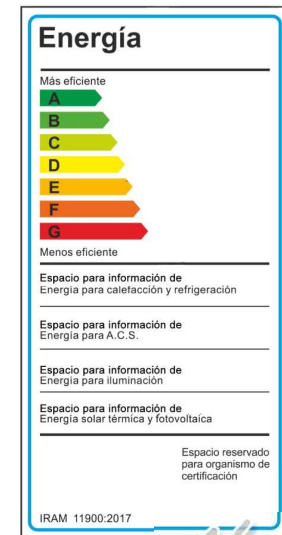 Energía
Más eficiente
A
B
C
D
E
F
G
Menos eficiente
Espacio para información de
Energía para calefacción y refrigeración
Espacio para información de
Energía para A.C.S.
Espacio para información de
Energía para iluminación
Espacio para información de
Energía solar térmica y fotovoltaíca
Espacio reservado
para organismo de
certificación
IRAM 11900:2017